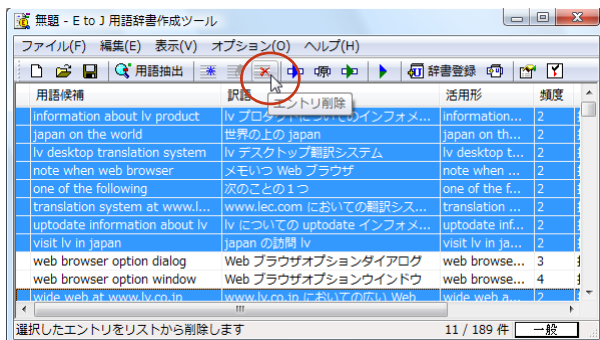 無題 - E to J 用語辞書作成ツール
ファイル(F) 編集(E) 表示(V) オプション(O) ヘルプ(H)
用語抽出 辞書登録
エントリ削除
用語候補 訳語 活用形 頻度
information about lv product lv プロダクトについてのインフォメ... information... 2
japan on the world 世界の上の japan japan on th... 2
lv desktop translation system lv デスクトップ翻訳システム lv desktop t... 2
note when web browser メモいつ Web ブラウザ note when ... 2
one of the following 次のことの1つ one of the f... 2
translation system at www.l... www.lec.com においての翻訳シス... translation ... 2
uptodate information about lv lv についての uptodate インフォメ... uptodate inf... 2
visit lv in japan japan の訪問 lv visit lv in ja... 2
web browser option dialog Web ブラウザオプションダイアログ web browse... 3
web browser option window Web ブラウザオプションウインドウ web browse... 4
wide web at www.lv.co.jp www.lv.co.jp においての広い Web wide web a... 2
選択したエントリをリストから削除します 11 / 189 件 一般